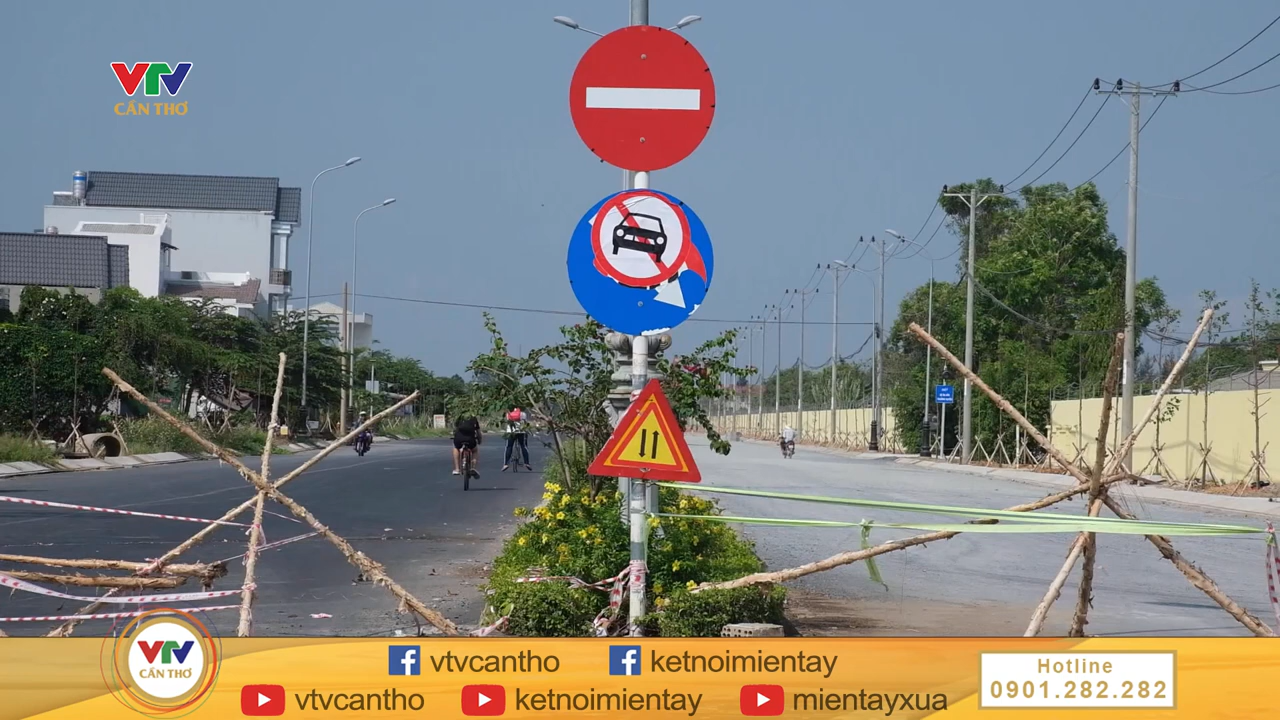 VTV
CẦN THƠ
VTV
CẦN THƠ
vtvcantho
ketnoimientay
vtvcantho
ketnoimientay
mientayxua
Hotline
0901.282.282